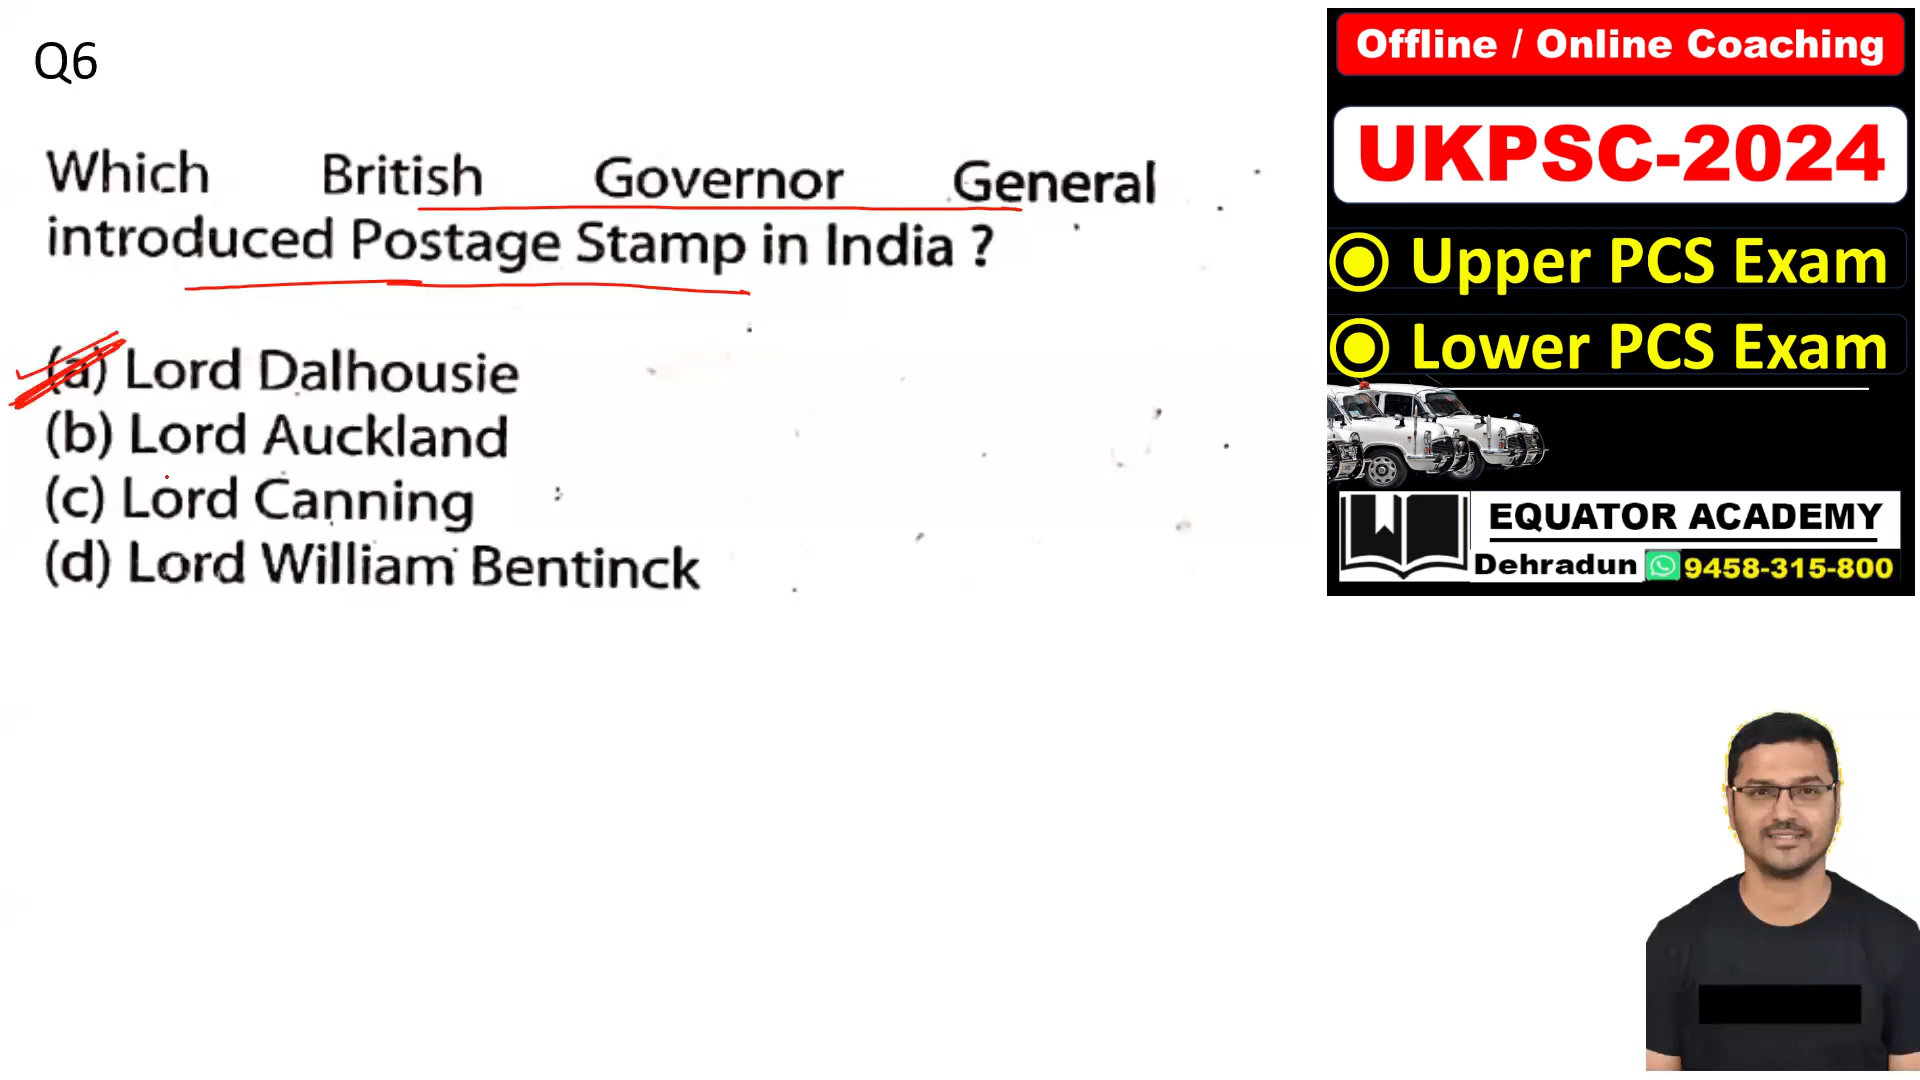 Q6
Which British Governor General
introduced Postage Stamp in India ?
(a) Lord Dalhousie
(b) Lord Auckland
(c) Lord Canning
(d) Lord William Bentinck
Offline / Online Coaching
UKPSC-2024
Upper PCS Exam
Lower PCS Exam
EQUATOR ACADEMY
Dehradun 9458-315-800